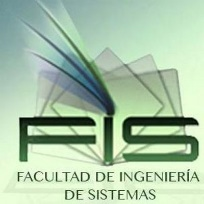 FIS
FACULTAD DE INGENIERÍA
DE SISTEMAS